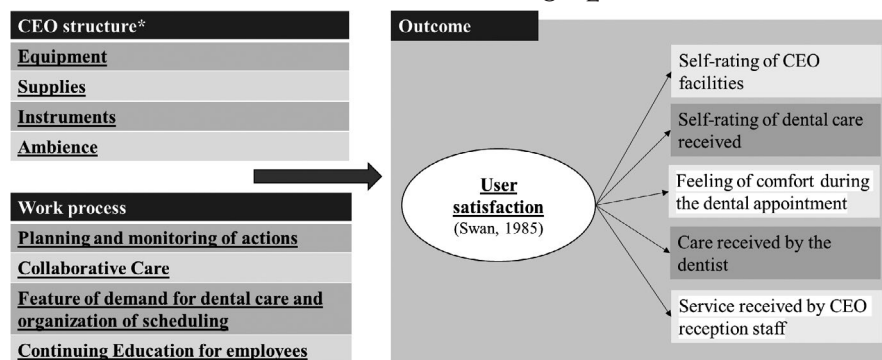 CEO structure*
Equipment
Supplies
Instruments
Ambience
Work process
Planning and monitoring of actions
Collaborative Care
Feature of demand for dental care and
organization of scheduling
Continuing Education for employees
Outcome
User
satisfaction
(Swan, 1985)
Self-rating of CEO
facilities
Self-rating of dental care
received
Feeling of comfort during
the dental appointment
Care received by the
dentist
Service received by CEO
reception staff